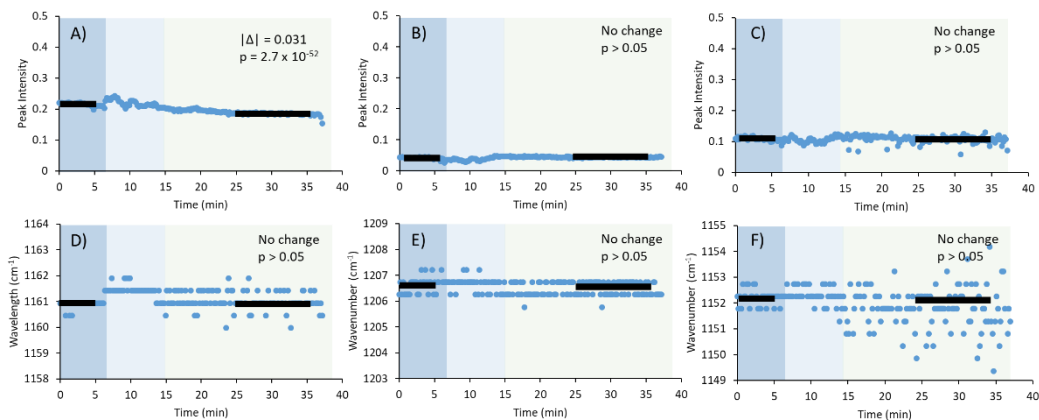 A)
|Δ| = 0.031
p = 2.7 x 10⁻⁵²
Peak Intensity
0.5
0.4
0.3
0.2
0.1
0
0 5 10 15 20 25 30 35 40
Time (min)
B)
No change
p > 0.05
Peak Intensity
0.5
0.4
0.3
0.2
0.1
0
0 5 10 15 20 25 30 35 40
Time (min)
C)
No change
p > 0.05
Peak Intensity
0.5
0.4
0.3
0.2
0.1
0
0 5 10 15 20 25 30 35 40
Time (min)
D)
No change
p > 0.05
Wavelength (cm⁻¹)
1164
1163
1162
1161
1160
1159
1158
0 5 10 15 20 25 30 35 40
Time (min)
E)
No change
p > 0.05
Wavenumber (cm⁻¹)
1209
1208
1207
1206
1205
1204
1203
0 5 10 15 20 25 30 35 40
Time (min)
F)
No change
p > 0.05
Wavenumber (cm⁻¹)
1155
1154
1153
1152
1151
1150
1149
0 5 10 15 20 25 30 35 40
Time (min)